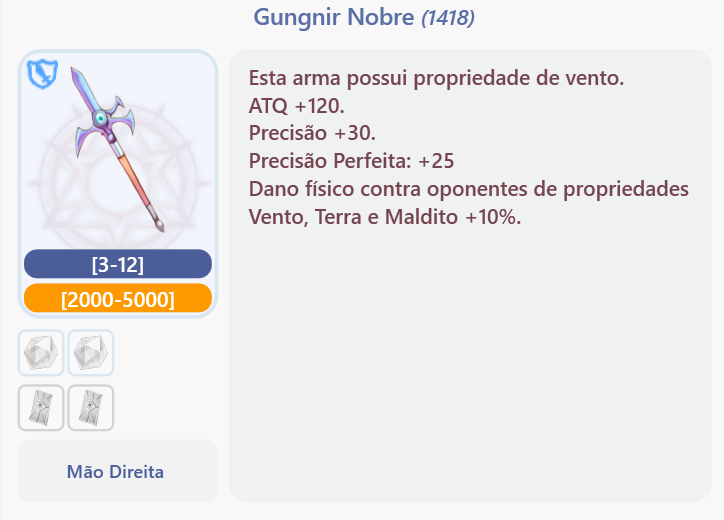 Gungnir Nobre (1418)
Esta arma possui propriedade de vento.
ATQ +120.
Precisão +30.
Precisão Perfeita: +25
Dano físico contra oponentes de propriedades
Vento, Terra e Maldito +10%.
[3-12]
[2000-5000]
Mão Direita